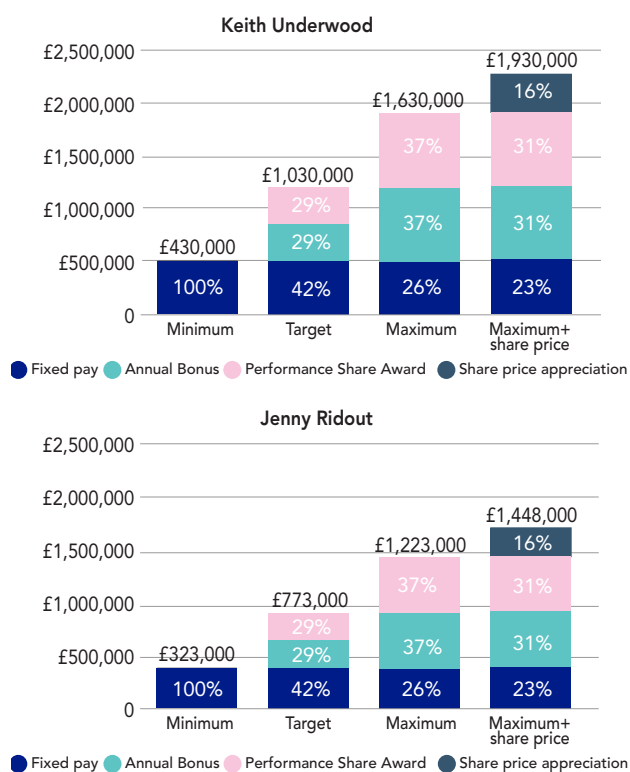 Keith Underwood
£2,500,000
£1,930,000
£2,000,000
£1,630,000
16%
£1,500,000
37%
31%
£1,030,000
29%
£1,000,000
37%
31%
£430,000
29%
£500,000
100%
42%
26%
23%
0
Minimum
Target
Maximum
Maximum+
share price
Fixed pay
Annual Bonus
Performance Share Award
Share price appreciation
Jenny Ridout
£2,500,000
£2,000,000
£1,448,000
£1,500,000
£1,223,000
16%
37%
31%
£1,000,000
£773,000
29%
37%
31%
£500,000
£323,000
29%
100%
42%
26%
23%
0
Minimum
Target
Maximum
Maximum+
share price
Fixed pay
Annual Bonus
Performance Share Award
Share price appreciation